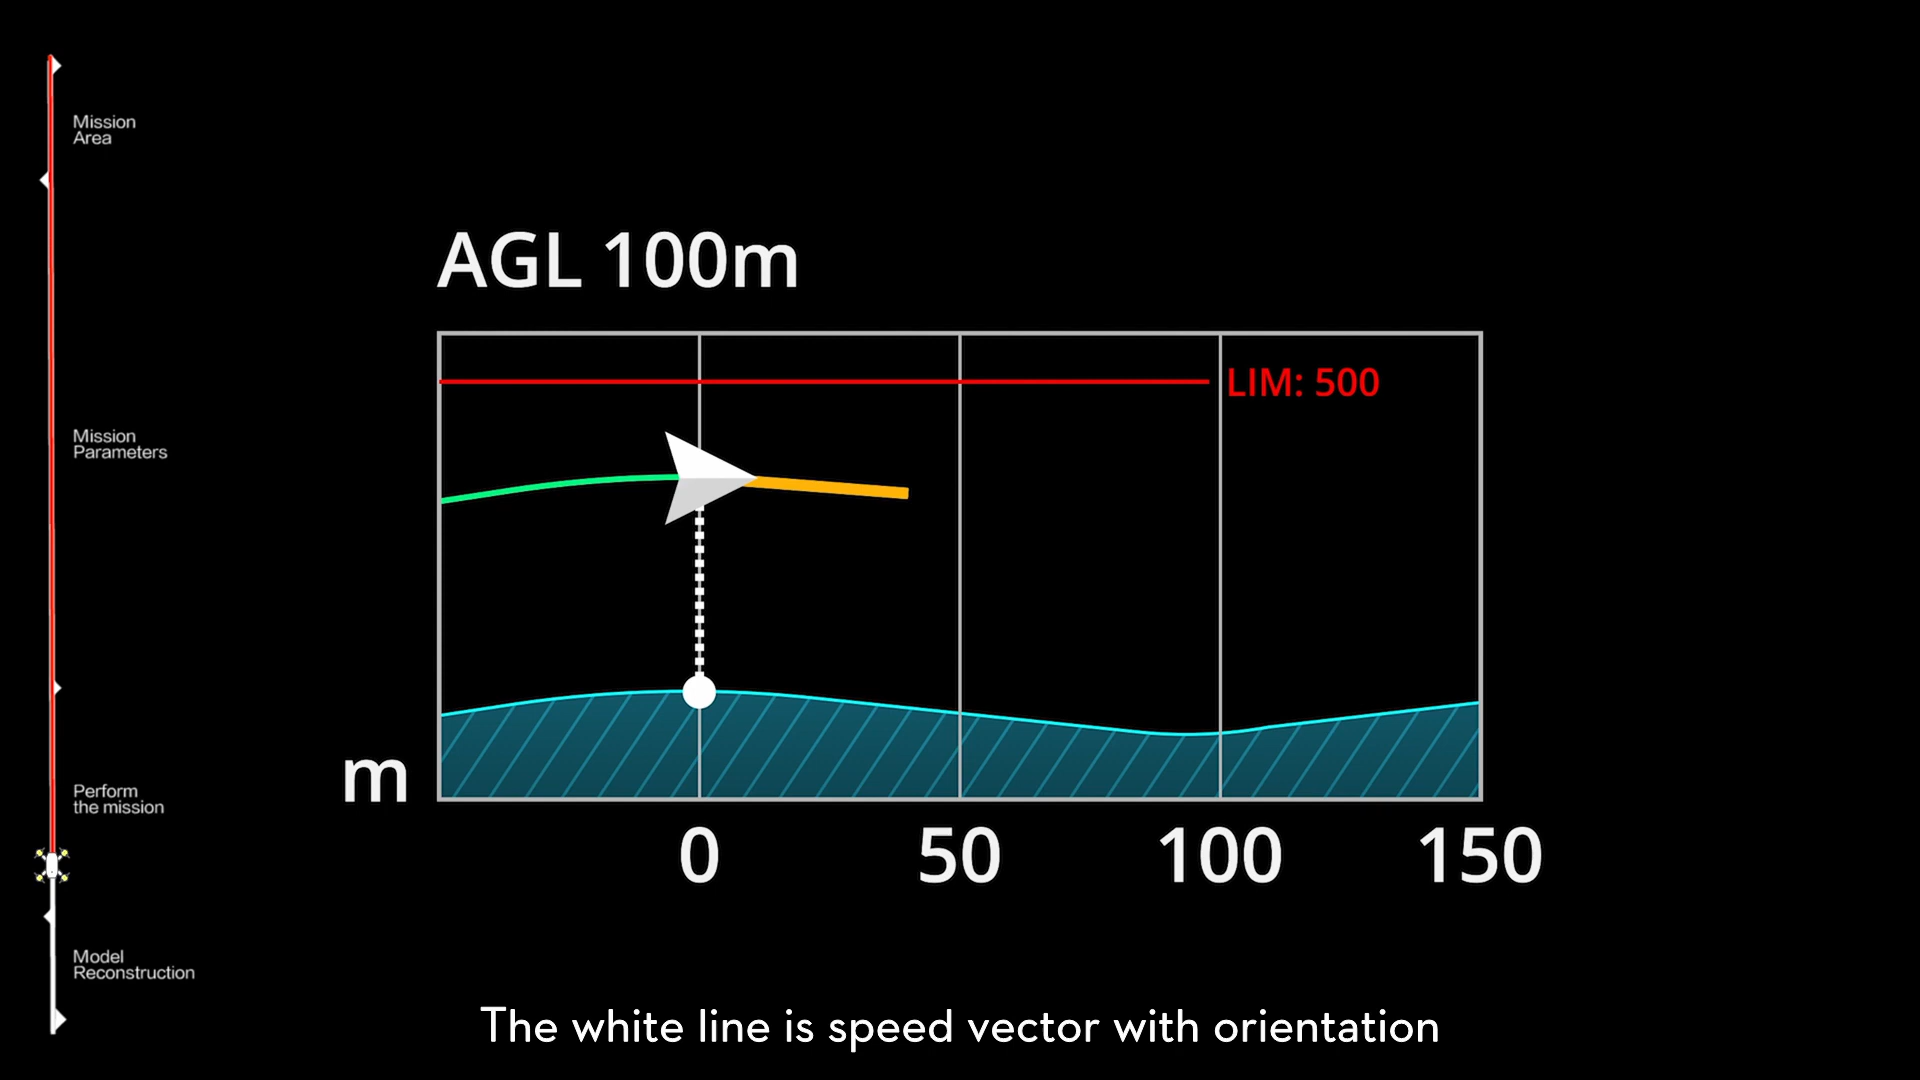 Mission
Area
AGL 100m
LIM: 500
Mission
Parameters
m
Perform
the mission
0 50 100 150
Model
Reconstruction
The white line is speed vector with orientation